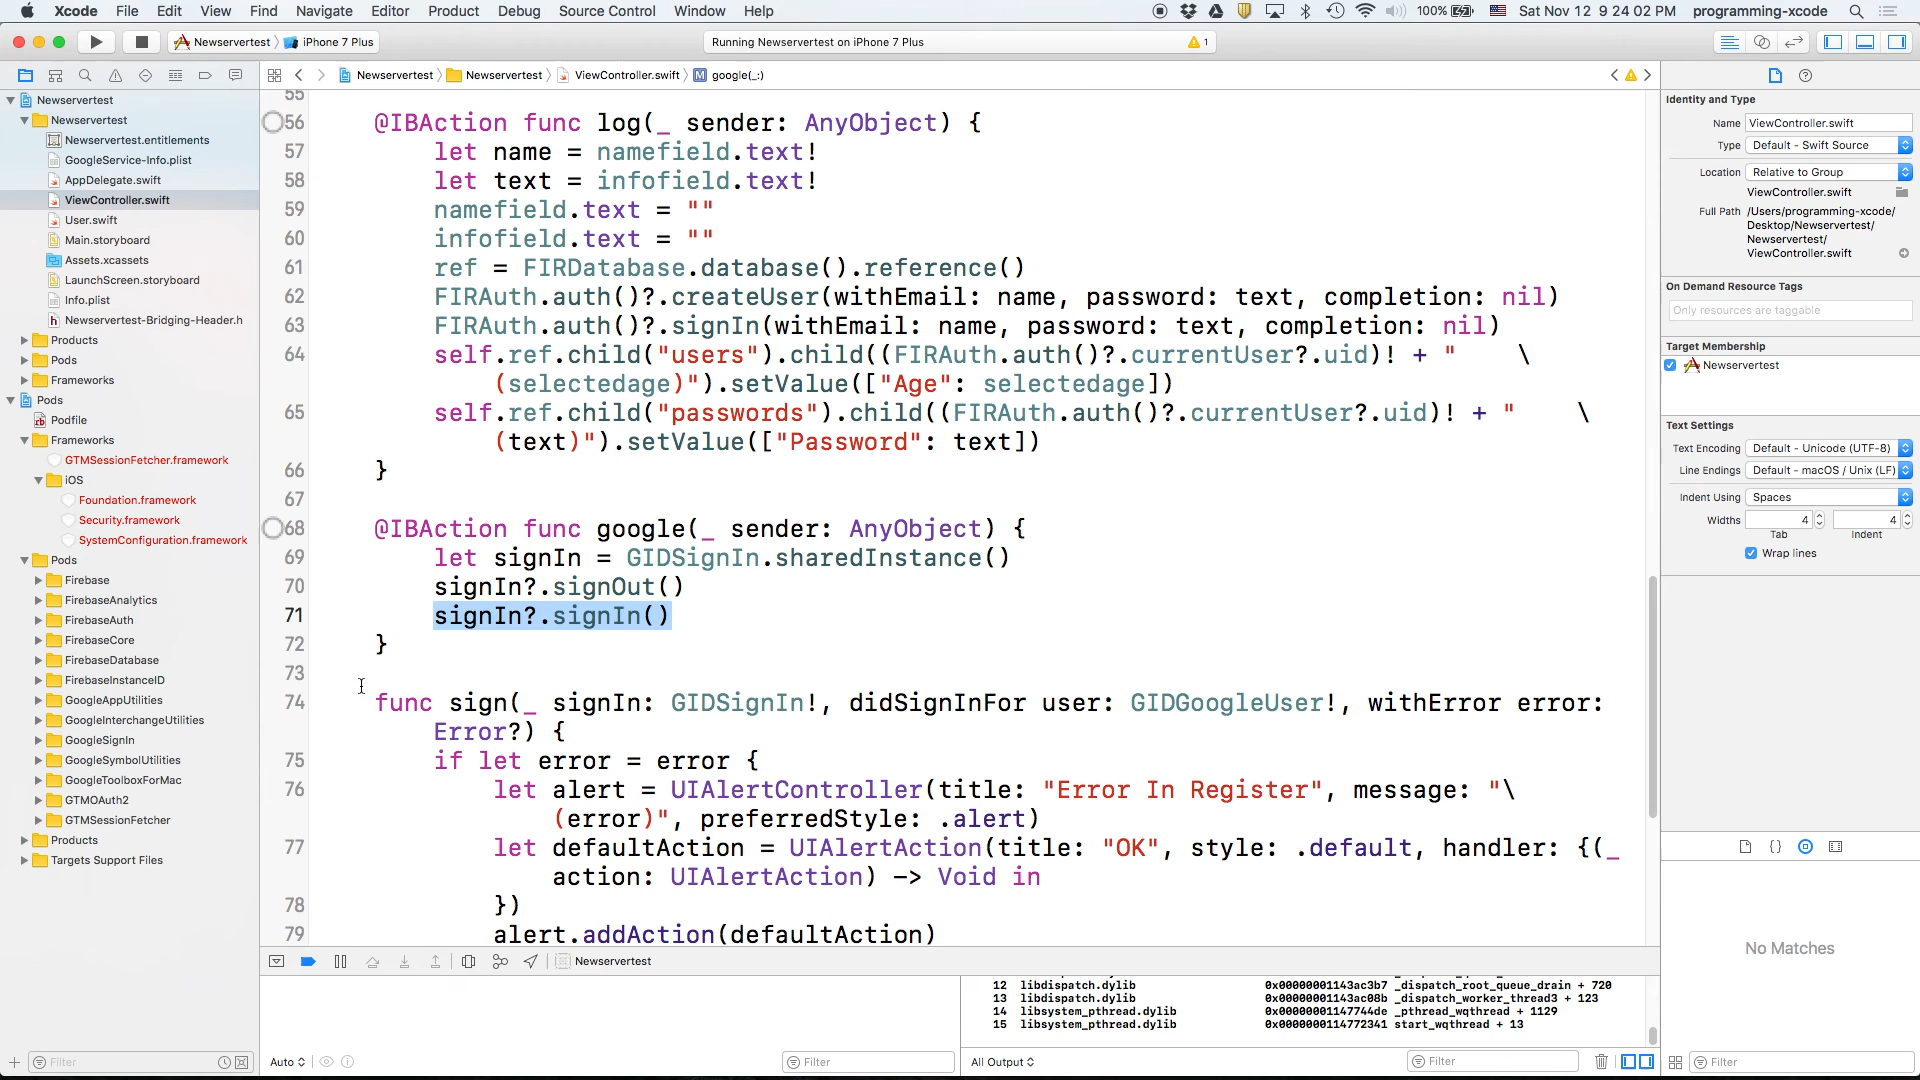 Xcode File Edit View Find Navigate Editor Product Debug Source Control Window Help 100% Sat Nov 12 9 24 02 PM programming-xcode
Newservertest iPhone 7 Plus Running Newservertest on iPhone 7 Plus 1
Newservertest Newservertest ViewController.swift M google(_:)
Newservertest
Newservertest
Newservertest.entitlements
GoogleService-Info.plist
AppDelegate.swift
ViewController.swift
User.swift
Main.storyboard
Assets.xcassets
LaunchScreen.storyboard
Info.plist
h Newservertest-Bridging-Header.h
Products
Pods
Frameworks
Pods
Podfile
Frameworks
GTMSessionFetcher.framework
iOS
Foundation.framework
Security.framework
SystemConfiguration.framework
Pods
Firebase
FirebaseAnalytics
FirebaseAuth
FirebaseCore
FirebaseDatabase
FirebaseInstanceID
GoogleAppUtilities
GoogleInterchangeUtilities
GoogleSignIn
GoogleSymbolUtilities
GoogleToolboxForMac
GTMOAuth2
GTMSessionFetcher
Products
Targets Support Files
Filter
55
56 @IBAction func log(_ sender: AnyObject) {
57 let name = namefield.text!
58 let text = infofield.text!
59 namefield.text = ""
60 infofield.text = ""
61 ref = FIRDatabase.database().reference()
62 FIRAuth.auth()?.createUser(withEmail: name, password: text, completion: nil)
63 FIRAuth.auth()?.signIn(withEmail: name, password: text, completion: nil)
64 self.ref.child("users").child((FIRAuth.auth()?.currentUser?.uid)! + "    \
(selectedage)").setValue(["Age": selectedage])
65 self.ref.child("passwords").child((FIRAuth.auth()?.currentUser?.uid)! + "    \
(text)").setValue(["Password": text])
66 }
67
68 @IBAction func google(_ sender: AnyObject) {
69 let signIn = GIDSignIn.sharedInstance()
70 signIn?.signOut()
71 signIn?.signIn()
72 }
73
74 func sign(_ signIn: GIDSignIn!, didSignInFor user: GIDGoogleUser!, withError error:
Error?) {
75 if let error = error {
76 let alert = UIAlertController(title: "Error In Register", message: "\
(error)", preferredStyle: .alert)
77 let defaultAction = UIAlertAction(title: "OK", style: .default, handler: {(_
action: UIAlertAction) -> Void in
78 })
79 alert.addAction(defaultAction)
Newservertest
12 libdispatch.dylib 0x00000001143ac3b7 _dispatch_root_queue_drain + 720
13 libdispatch.dylib 0x00000001143ac08b _dispatch_worker_thread3 + 123
14 libsystem_pthread.dylib 0x00000001147744de _pthread_wqthread + 1129
15 libsystem_pthread.dylib 0x0000000114772341 start_wqthread + 13
Auto Filter All Output Filter
Identity and Type
Name ViewController.swift
Type Default - Swift Source
Location Relative to Group
ViewController.swift
Full Path /Users/programming-xcode/
Desktop/Newservertest/
Newservertest/
ViewController.swift
On Demand Resource Tags
Only resources are taggable
Target Membership
Newservertest
Text Settings
Text Encoding Default - Unicode (UTF-8)
Line Endings Default - macOS / Unix (LF)
Indent Using Spaces
Widths 4 4
Tab Indent
Wrap lines
{ }
No Matches
Filter